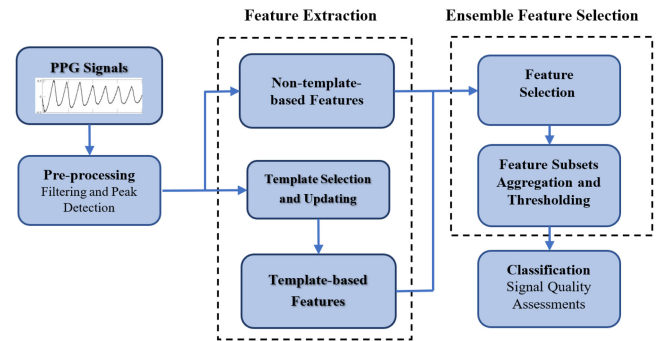 Feature Extraction
Ensemble Feature Selection
PPG Signals
Pre-processing
Filtering and Peak
Detection
Non-template-
based Features
Template Selection
and Updating
Template-based
Features
Feature
Selection
Feature Subsets
Aggregation and
Thresholding
Classification
Signal Quality
Assessments